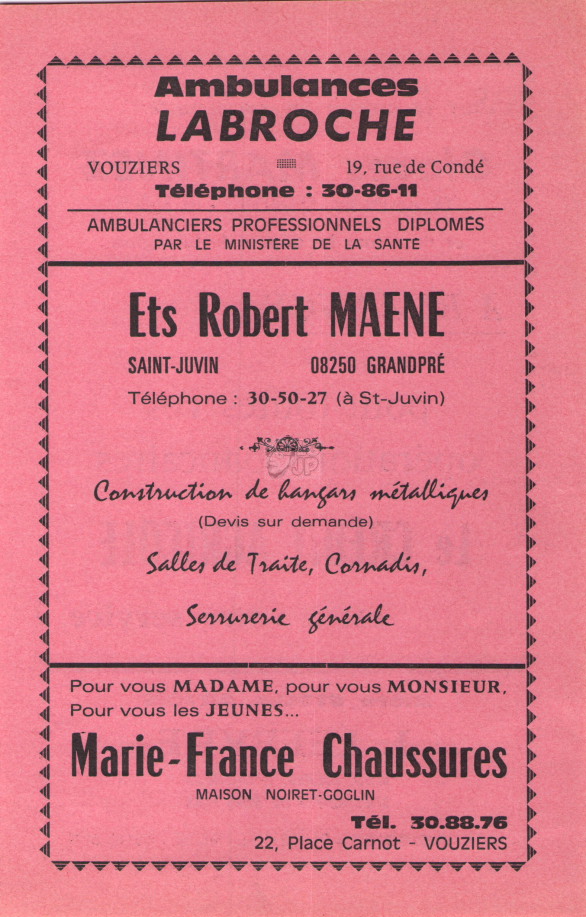 Ambulances
LABROCHE
VOUZIERS 19, rue de Condé
Téléphone : 30-86-11
AMBULANCIERS PROFESSIONNELS DIPLOMÉS
PAR LE MINISTÈRE DE LA SANTÉ
Ets Robert MAENE
SAINT-JUVIN 08250 GRANDPRÉ
Téléphone : 30-50-27 (à St-Juvin)
JP
Construction de hangars métalliques
(Devis sur demande)
Salles de Traite, Cornadis,
Serrurerie générale
Pour vous MADAME, pour vous MONSIEUR,
Pour vous les JEUNES...
Marie-France Chaussures
MAISON NOIRET-GOGLIN
Tél. 30.88.76
22, Place Carnot - VOUZIERS